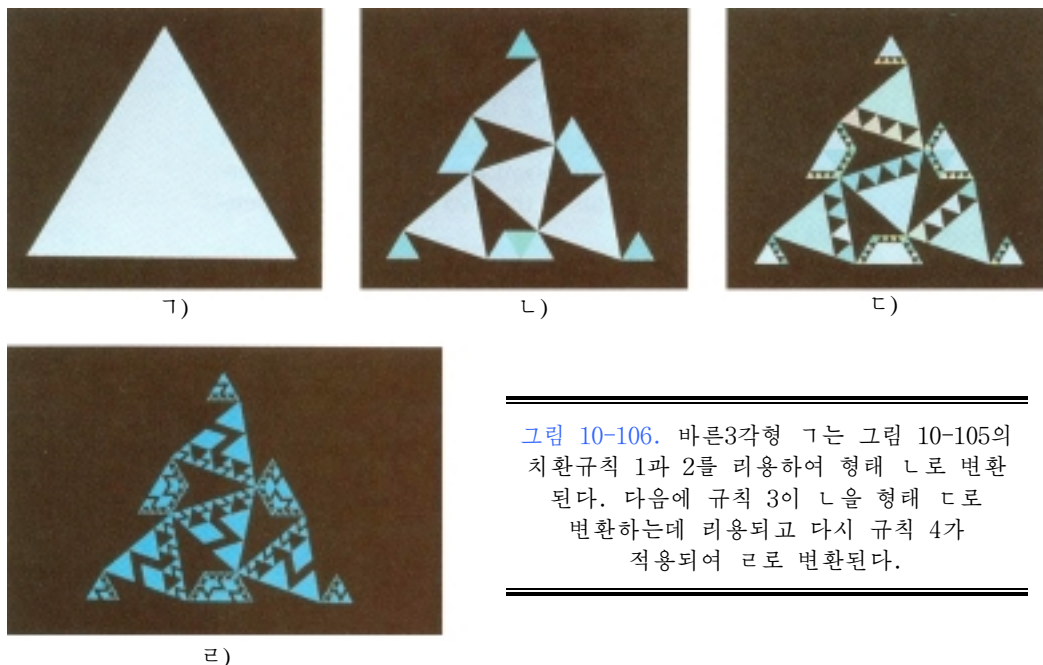 ㄱ)
ㄴ)
ㄷ)
그림 10-106. 바른3각형 ㄱ는 그림 10-105의
치환규칙 1과 2를 리용하여 형태 ㄴ로 변환
된다. 다음에 규칙 3이 ㄴ을 형태 ㄷ로
변환하는데 리용되고 다시 규칙 4가
적용되여 ㄹ로 변환된다.
ㄹ)